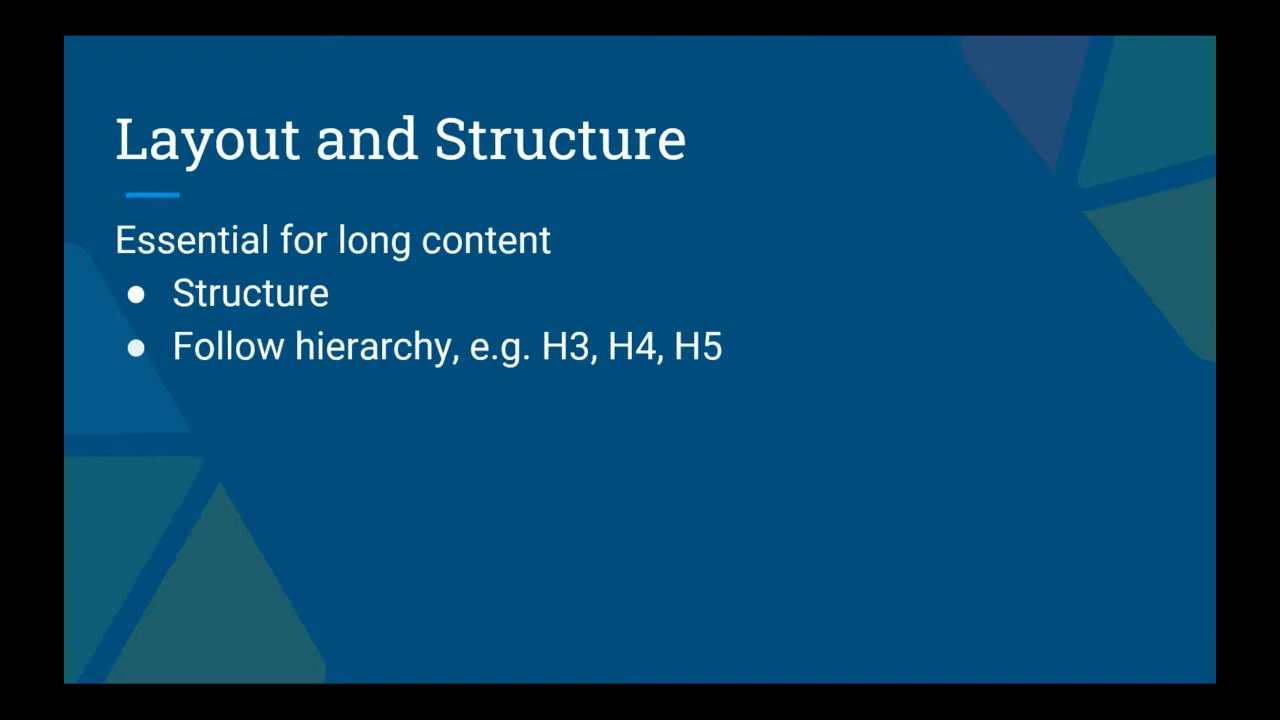 Layout and Structure
Essential for long content
● Structure
● Follow hierarchy, e.g. H3, H4, H5